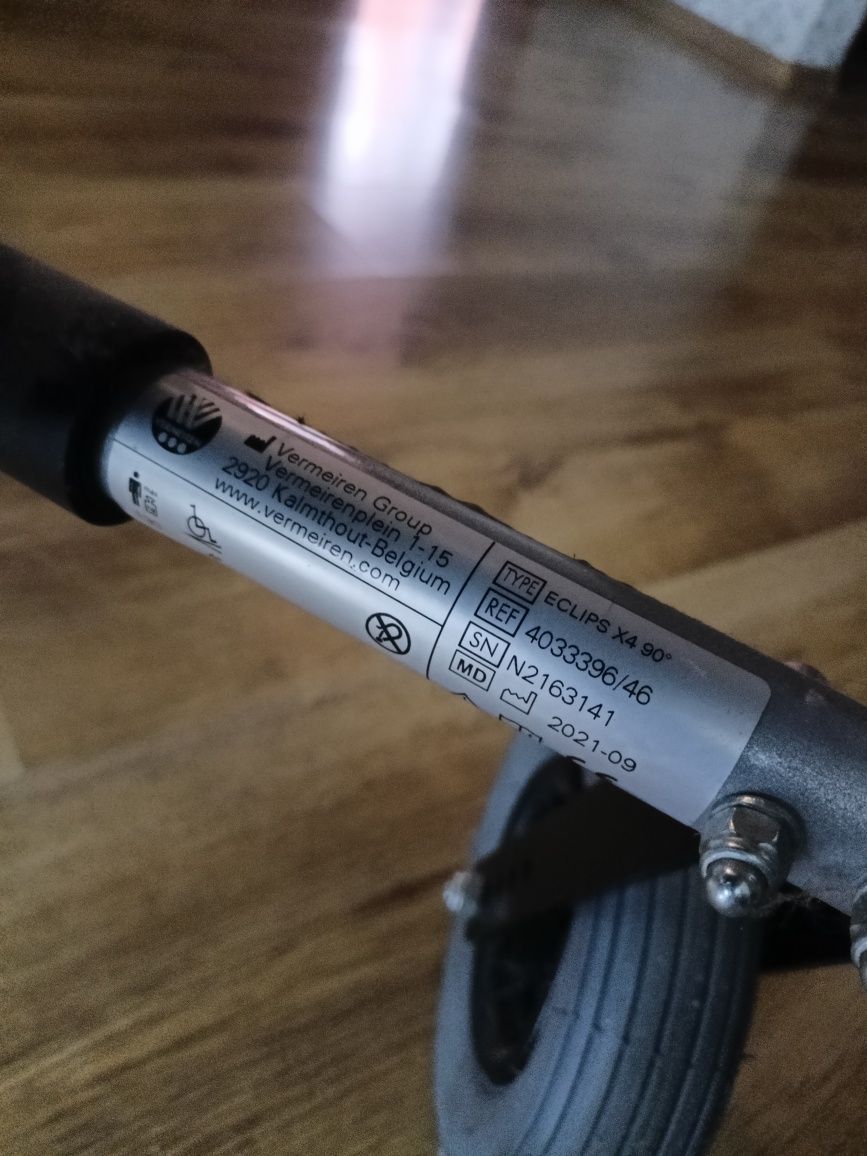 Vermeiren Group
Vermeirenplein 1-15
2920 Kalmthout-Belgium
www.vermeiren.com
TYPE ECLIPS X4 90°
REF 4033396/46
SN N2163141
MD 2021-09